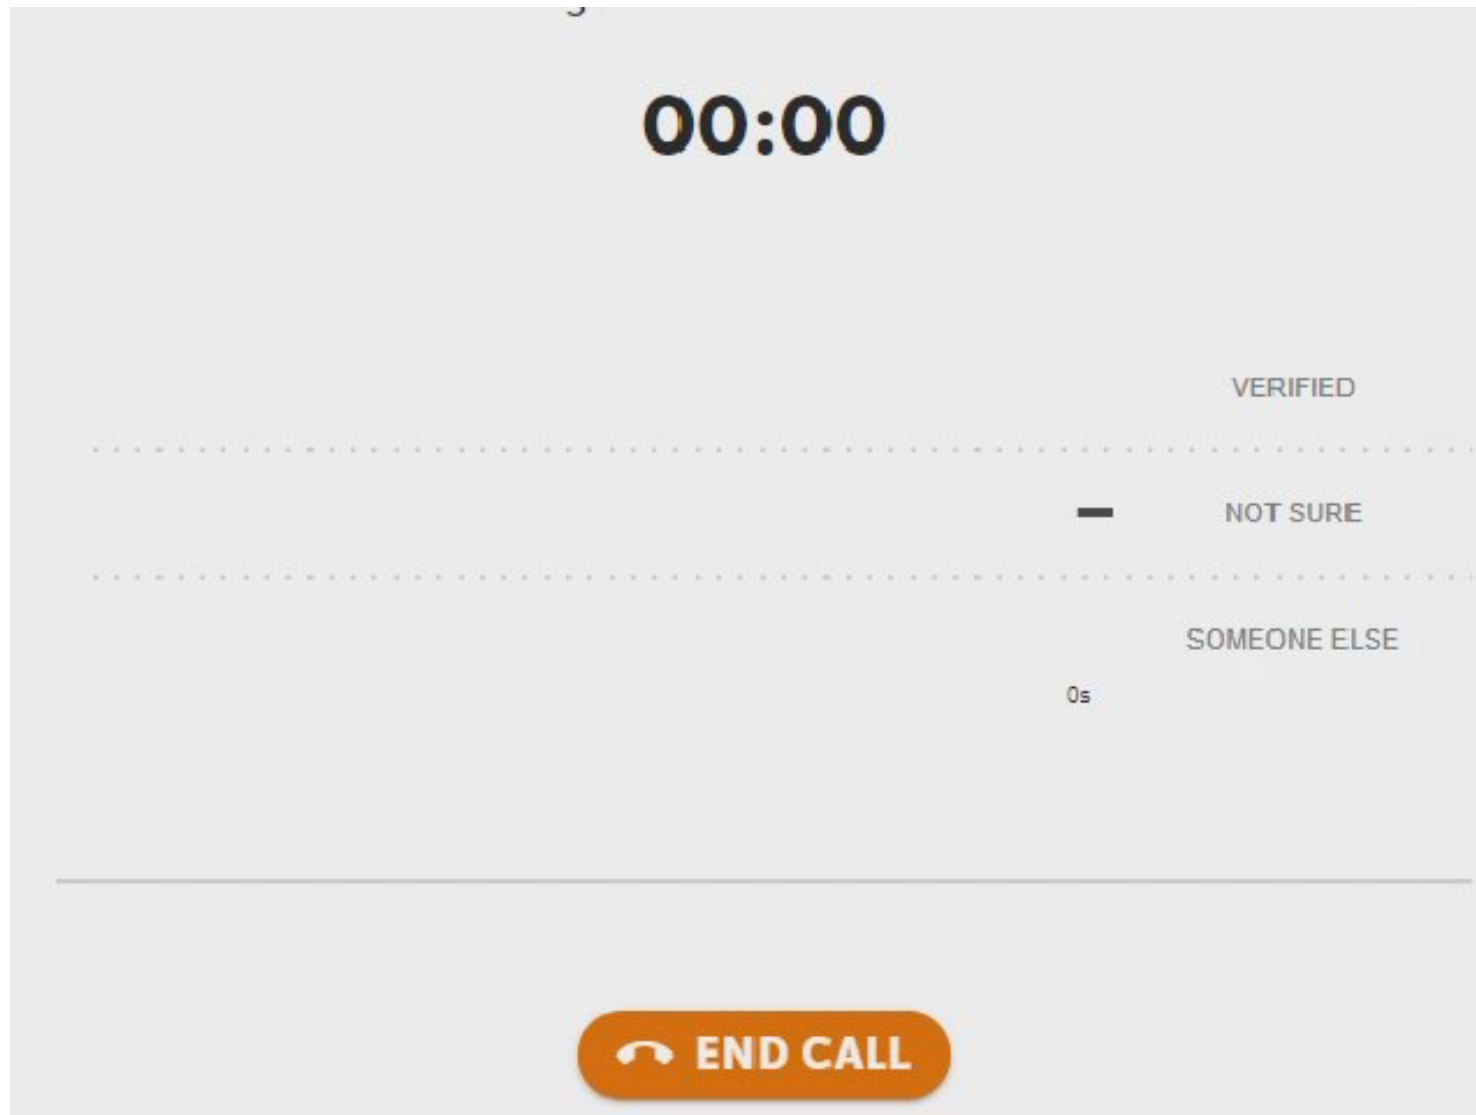 00:00
VERIFIED
NOT SURE
SOMEONE ELSE
0s
END CALL